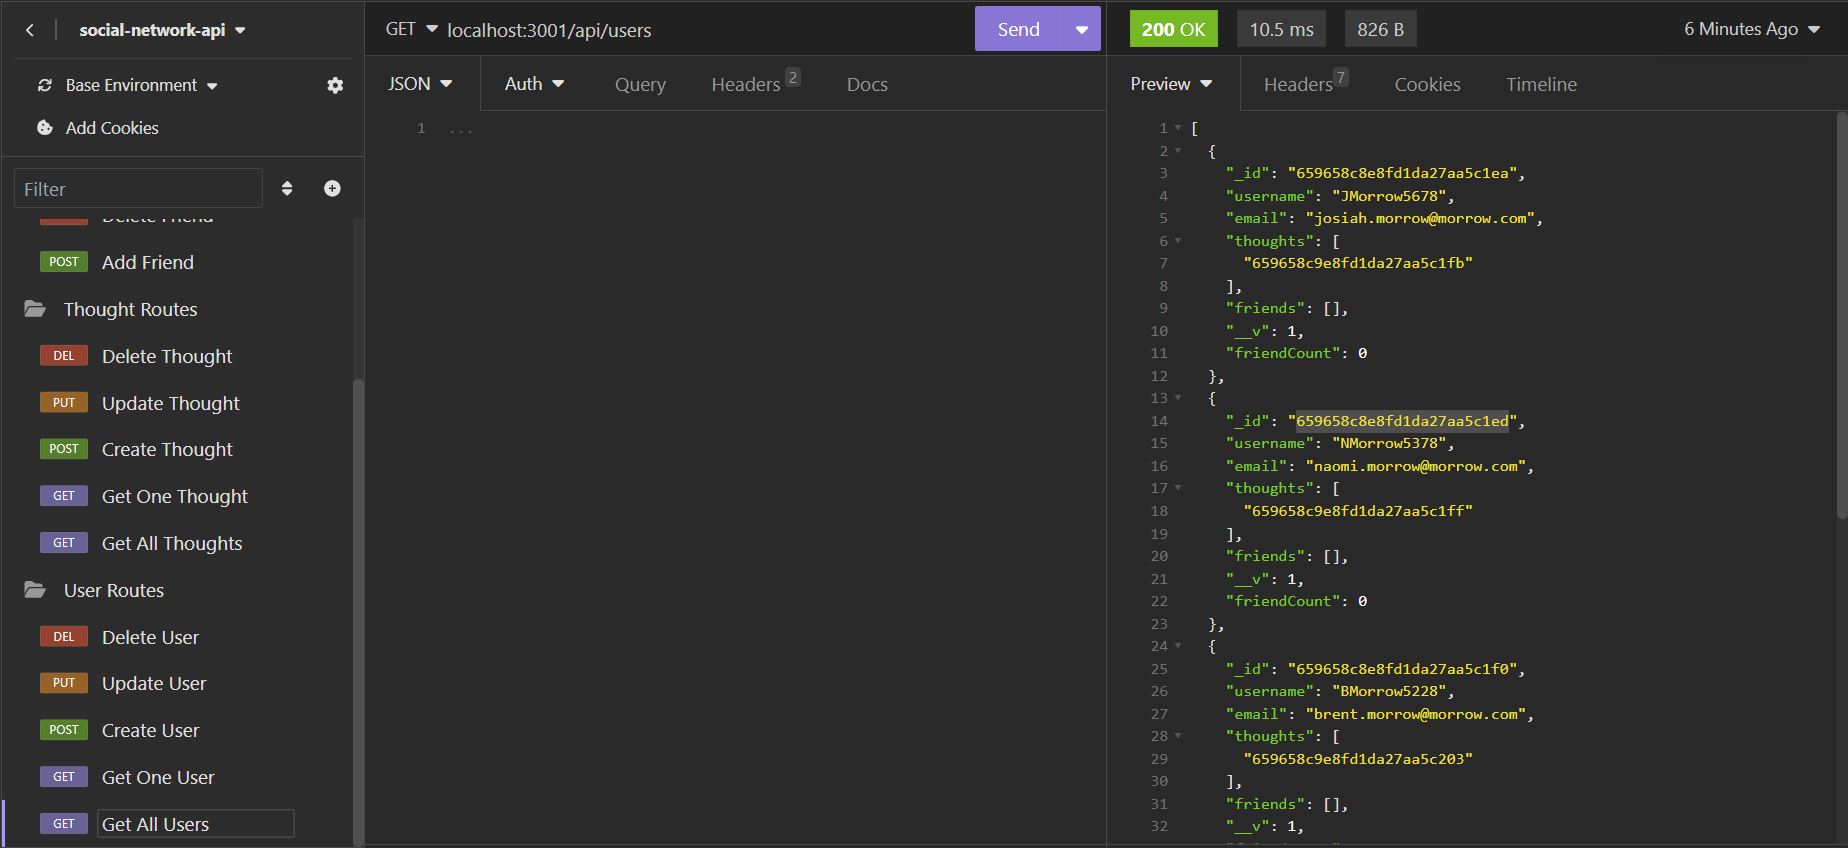 social-network-api
Base Environment
Add Cookies
Filter
Delete Friend
POST Add Friend
Thought Routes
DEL Delete Thought
PUT Update Thought
POST Create Thought
GET Get One Thought
GET Get All Thoughts
User Routes
DEL Delete User
PUT Update User
POST Create User
GET Get One User
GET Get All Users
GET localhost:3001/api/users Send
JSON Auth Query Headers 2 Docs
1 ...
200 OK 10.5 ms 826 B 6 Minutes Ago
Preview Headers 7 Cookies Timeline
1 [
2 {
3 "_id": "659658c8e8fd1da27aa5c1ea",
4 "username": "JMorrow5678",
5 "email": "josiah.morrow@morrow.com",
6 "thoughts": [
7 "659658c9e8fd1da27aa5c1fb"
8 ],
9 "friends": [],
10 "__v": 1,
11 "friendCount": 0
12 },
13 {
14 "_id": "659658c8e8fd1da27aa5c1ed",
15 "username": "NMorrow5378",
16 "email": "naomi.morrow@morrow.com",
17 "thoughts": [
18 "659658c9e8fd1da27aa5c1ff"
19 ],
20 "friends": [],
21 "__v": 1,
22 "friendCount": 0
23 },
24 {
25 "_id": "659658c8e8fd1da27aa5c1f0",
26 "username": "BMorrow5228",
27 "email": "brent.morrow@morrow.com",
28 "thoughts": [
29 "659658c9e8fd1da27aa5c203"
30 ],
31 "friends": [],
32 "__v": 1,